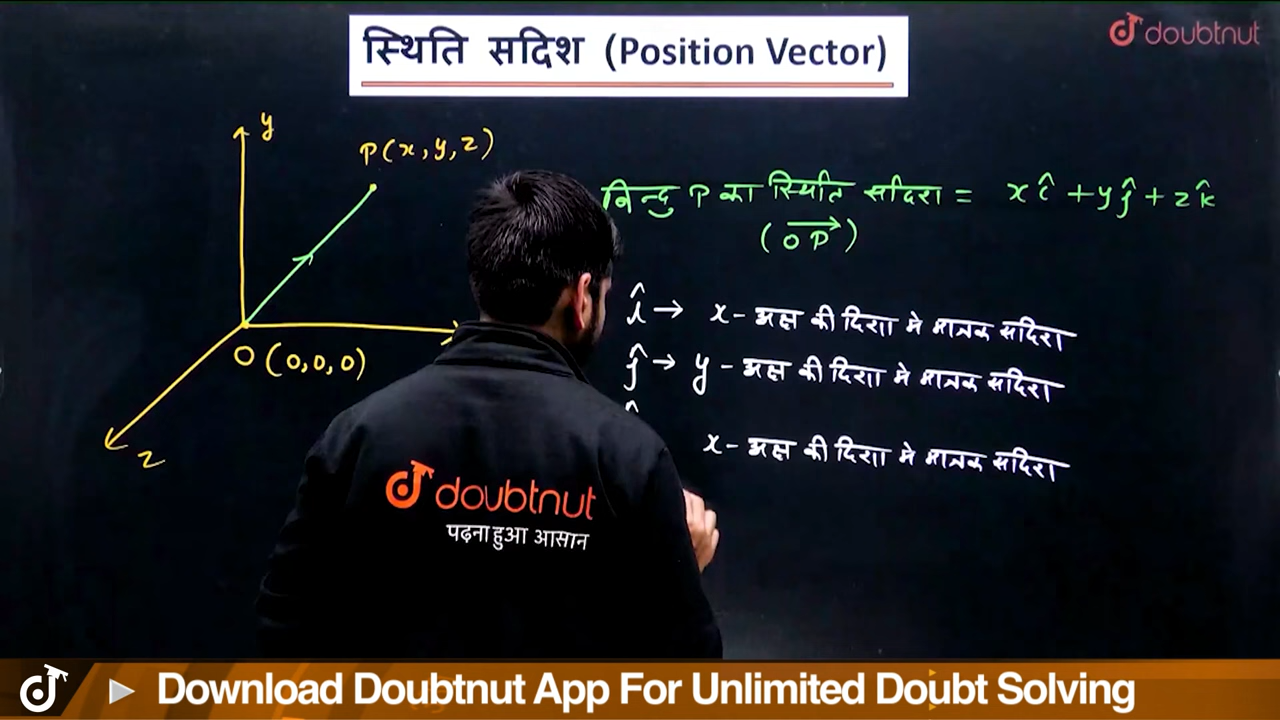 स्थिति सदिश (Position Vector)
doubtnut
y
P(x,y,z)
बिन्दु P का स्थिति सदिश = xî + yĵ + zk̂
(OP→)
î → x-अक्ष की दिशा मे मात्रक सदिश
O (0,0,0)
ĵ → y-अक्ष की दिशा मे मात्रक सदिश
z
x-अक्ष की दिशा मे मात्रक सदिश
doubtnut
पढ़ना हुआ आसान
Download Doubtnut App For Unlimited Doubt Solving